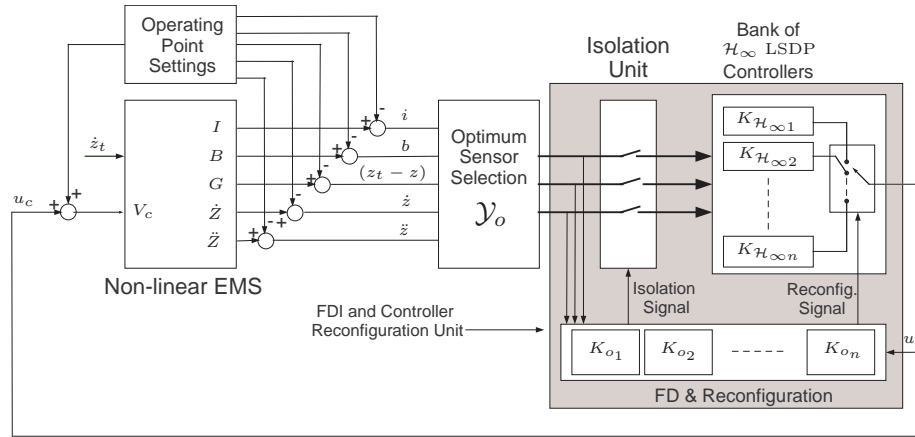 Operating
Point
Settings
Isolation
Unit
Bank of
𝓗∞ LSDP
Controllers
ż_t
I
B
G
Ż
Z̈
i
b
(z_t − z)
ż
z̈
+
-
+
-
+
-
+
-
+
-
Optimum
Sensor
Selection
𝒴_o
K_𝓗∞1
K_𝓗∞2
K_𝓗∞n
u_c
+
+
V_c
Non-linear EMS
FDI and Controller
Reconfiguration Unit
Isolation
Signal
Reconfig.
Signal
K_o1
K_o2
K_on
u
FD & Reconfiguration